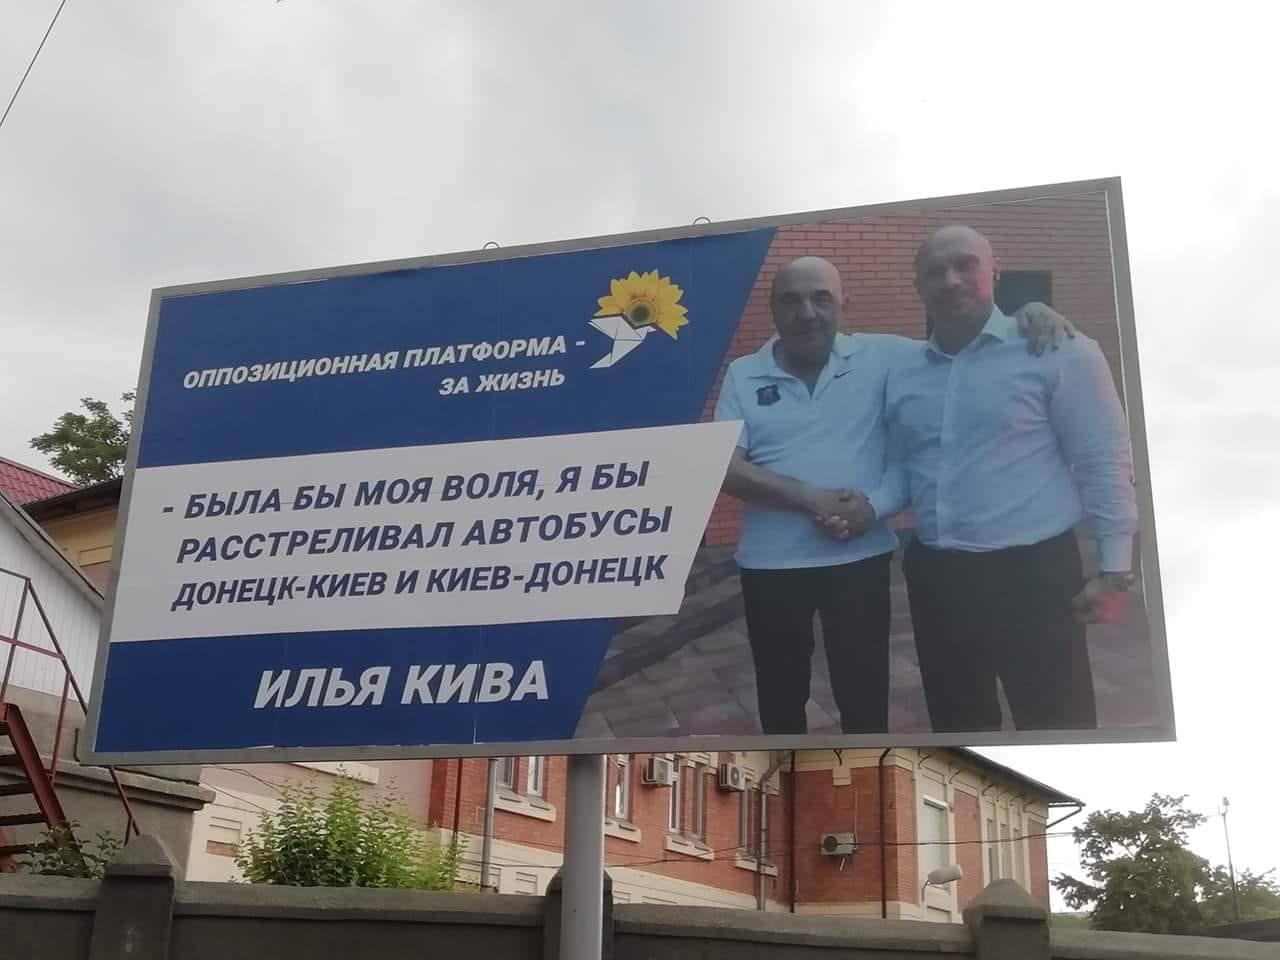 ОППОЗИЦИОННАЯ ПЛАТФОРМА -
ЗА ЖИЗНЬ
- БЫЛА БЫ МОЯ ВОЛЯ, Я БЫ
РАССТРЕЛИВАЛ АВТОБУСЫ
ДОНЕЦК-КИЕВ И КИЕВ-ДОНЕЦК
ИЛЬЯ КИВА